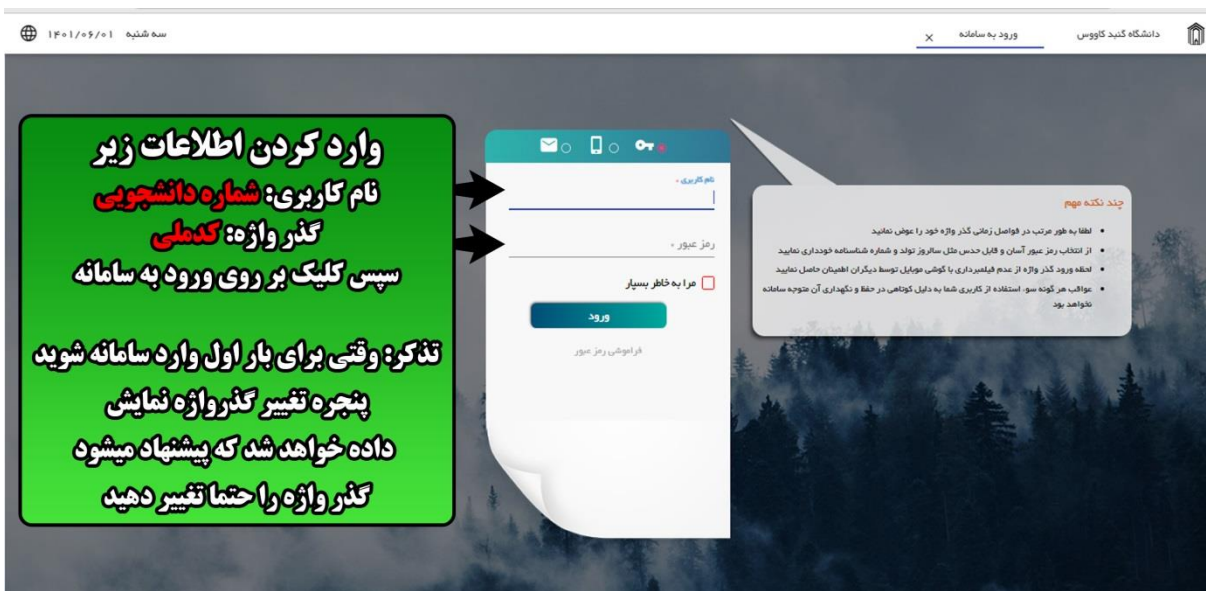 دانشگاه گنبد کاووس
ورود به سامانه ×
سه شنبه ۱۴۰۱/۰۶/۰۱
وارد کردن اطلاعات زیر
نام کاربری: شماره دانشجویی
گذر واژه: کدملی
سپس کلیک بر روی ورود به سامانه
تذکر: وقتی برای بار اول وارد سامانه شوید
پنجره تغییر گذرواژه نمایش
داده خواهد شد که پیشنهاد میشود
گذر واژه را حتما تغییر دهید
نام کاربری *
رمز عبور *
مرا به خاطر بسپار
ورود
فراموشی رمز عبور
چند نکته مهم
لطفا به طور مرتب در فواصل زمانی گذر واژه خود را عوض نمائید
از انتخاب رمز عبور آسان و قابل حدس مثل سالروز تولد و شماره شناسنامه خودداری نمایید
لحظه ورود گذر واژه از عدم فیلمبرداری با گوشی موبایل توسط دیگران اطمینان حاصل نمایید
عواقب هر گونه سوء استفاده از کاربری شما به دلیل کوتاهی در حفظ و نگهداری آن متوجه سامانه
نخواهد بود